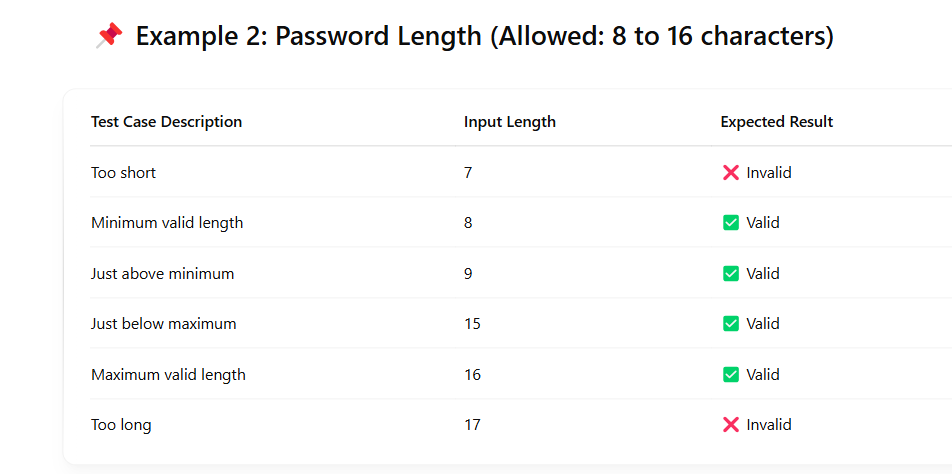 📌 Example 2: Password Length (Allowed: 8 to 16 characters)
Test Case Description Input Length Expected Result
Too short 7 ❌ Invalid
Minimum valid length 8 ✅ Valid
Just above minimum 9 ✅ Valid
Just below maximum 15 ✅ Valid
Maximum valid length 16 ✅ Valid
Too long 17 ❌ Invalid